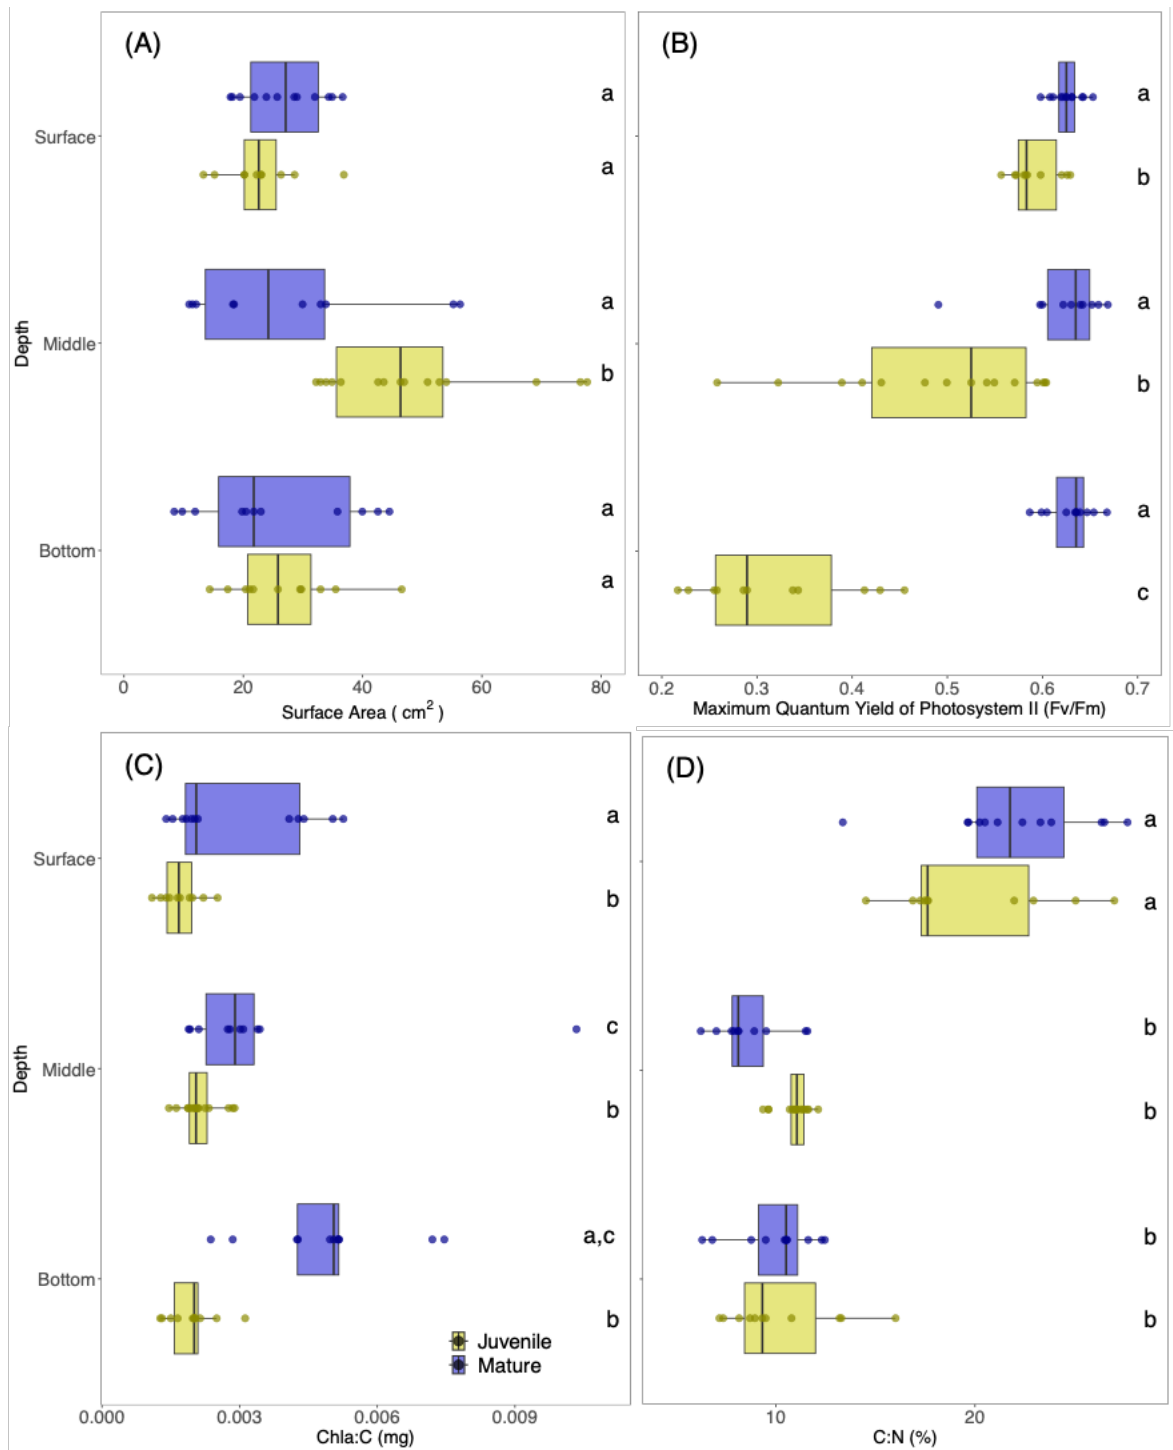 (A)
(B)
Surface
a
a
a
b
Depth
Middle
a
b
a
b
Bottom
a
a
a
c
0 20 40 60 80
Surface Area ( cm² )
0.2 0.3 0.4 0.5 0.6 0.7
Maximum Quantum Yield of Photosystem II (Fv/Fm)
(C)
(D)
Surface
a
b
a
a
Depth
Middle
c
b
b
b
Bottom
a,c
b
b
b
Juvenile
Mature
0.000 0.003 0.006 0.009
Chla:C (mg)
10 20
C:N (%)